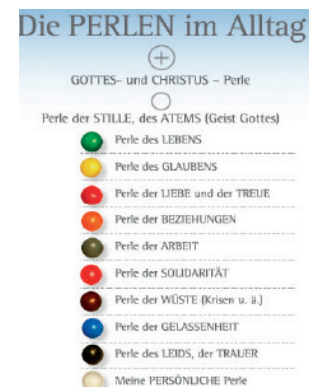 Die PERLEN im Alltag
GOTTES- und CHRISTUS – Perle
Perle der STILLE, des ATEMS (Geist Gottes)
Perle des LEBENS
Perle des GLAUBENS
Perle der LIEBE und der TREUE
Perle der BEZIEHUNGEN
Perle der ARBEIT
Perle der SOLIDARITÄT
Perle der WÜSTE (Krisen u. ä.)
Perle der GELASSENHEIT
Perle des LEIDS, der TRAUER
Meine PERSÖNLICHE Perle